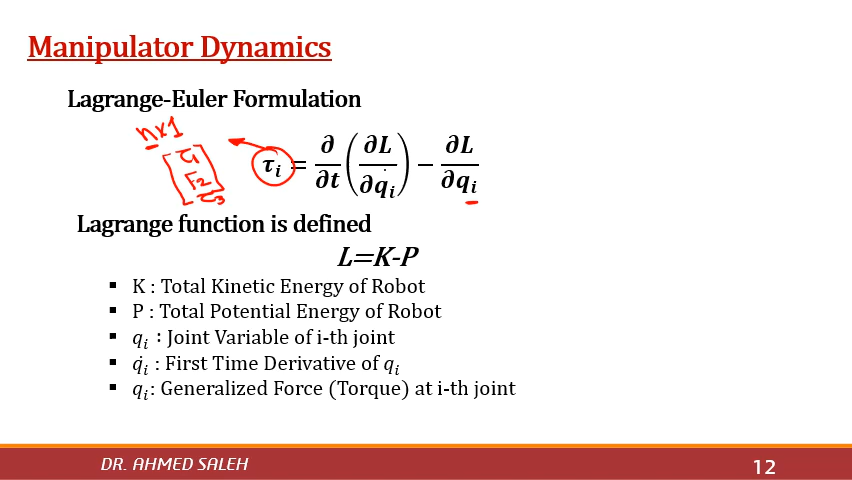 Manipulator Dynamics
Lagrange-Euler Formulation
n×1
τ₁
F₂
τ₃
τᵢ = ∂/∂t (∂L/∂q̇ᵢ) − ∂L/∂qᵢ
Lagrange function is defined
L=K-P
▪ K : Total Kinetic Energy of Robot
▪ P : Total Potential Energy of Robot
▪ qᵢ : Joint Variable of i-th joint
▪ q̇ᵢ : First Time Derivative of qᵢ
▪ qᵢ: Generalized Force (Torque) at i-th joint
DR. AHMED SALEH
12